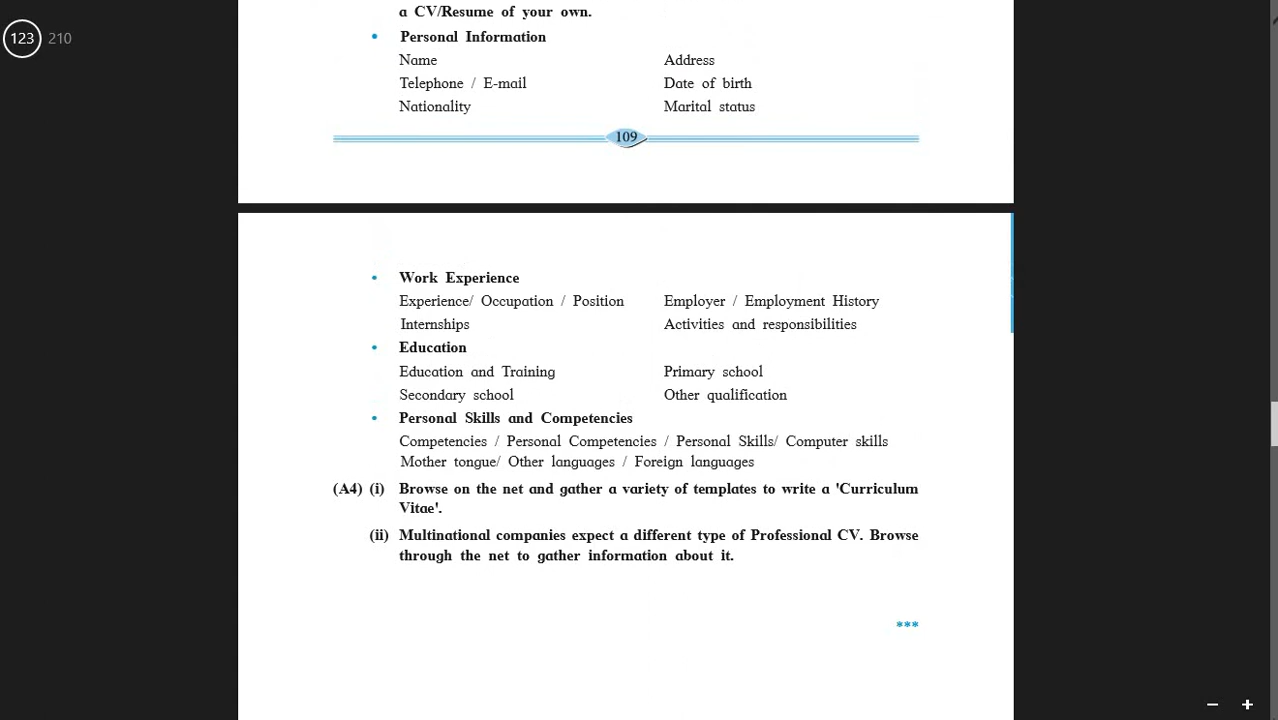 123 210
a CV/Resume of your own.
• Personal Information
Name Address
Telephone / E-mail Date of birth
Nationality Marital status
109
• Work Experience
Experience/ Occupation / Position Employer / Employment History
Internships Activities and responsibilities
• Education
Education and Training Primary school
Secondary school Other qualification
• Personal Skills and Competencies
Competencies / Personal Competencies / Personal Skills/ Computer skills
Mother tongue/ Other languages / Foreign languages
(A4) (i) Browse on the net and gather a variety of templates to write a 'Curriculum
Vitae'.
(ii) Multinational companies expect a different type of Professional CV. Browse
through the net to gather information about it.
***